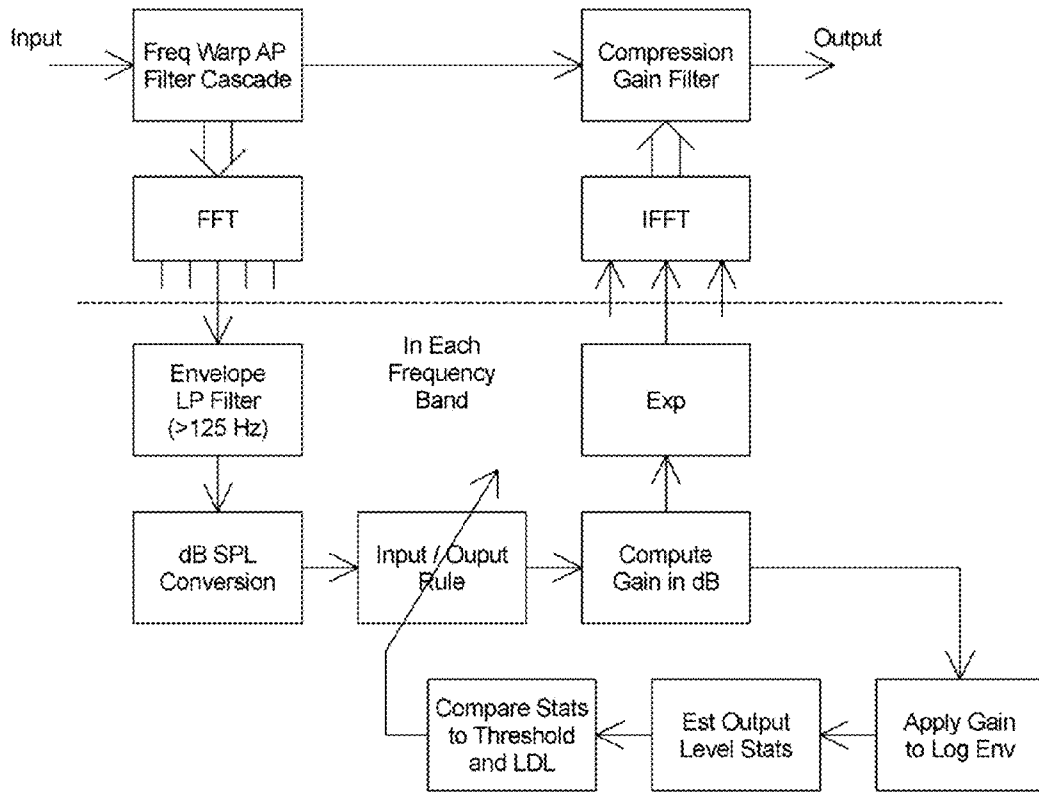 Input
Freq Warp AP
Filter Cascade
Compression
Gain Filter
Output
FFT
IFFT
Envelope
LP Filter
(>125 Hz)
In Each
Frequency
Band
Exp
dB SPL
Conversion
Input / Ouput
Rule
Compute
Gain in dB
Compare Stats
to Threshold
and LDL
Est Output
Level Stats
Apply Gain
to Log Env